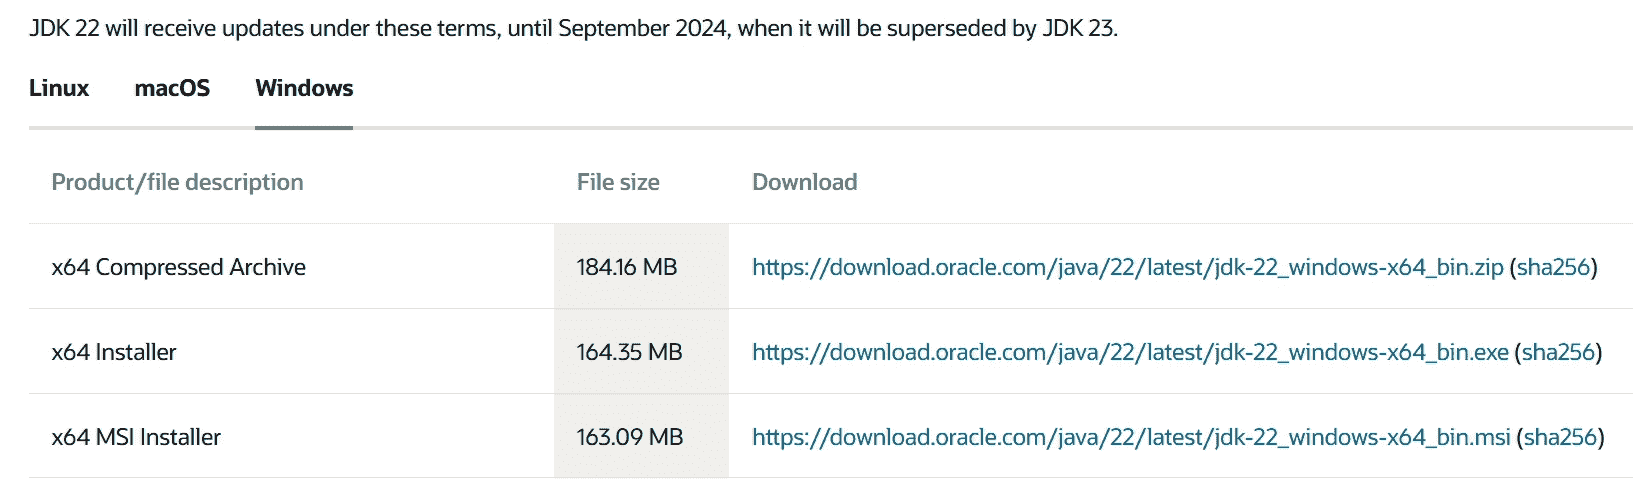 JDK 22 will receive updates under these terms, until September 2024, when it will be superseded by JDK 23.
Linux macOS Windows
Product/file description File size Download
x64 Compressed Archive 184.16 MB https://download.oracle.com/java/22/latest/jdk-22_windows-x64_bin.zip (sha256)
x64 Installer 164.35 MB https://download.oracle.com/java/22/latest/jdk-22_windows-x64_bin.exe (sha256)
x64 MSI Installer 163.09 MB https://download.oracle.com/java/22/latest/jdk-22_windows-x64_bin.msi (sha256)